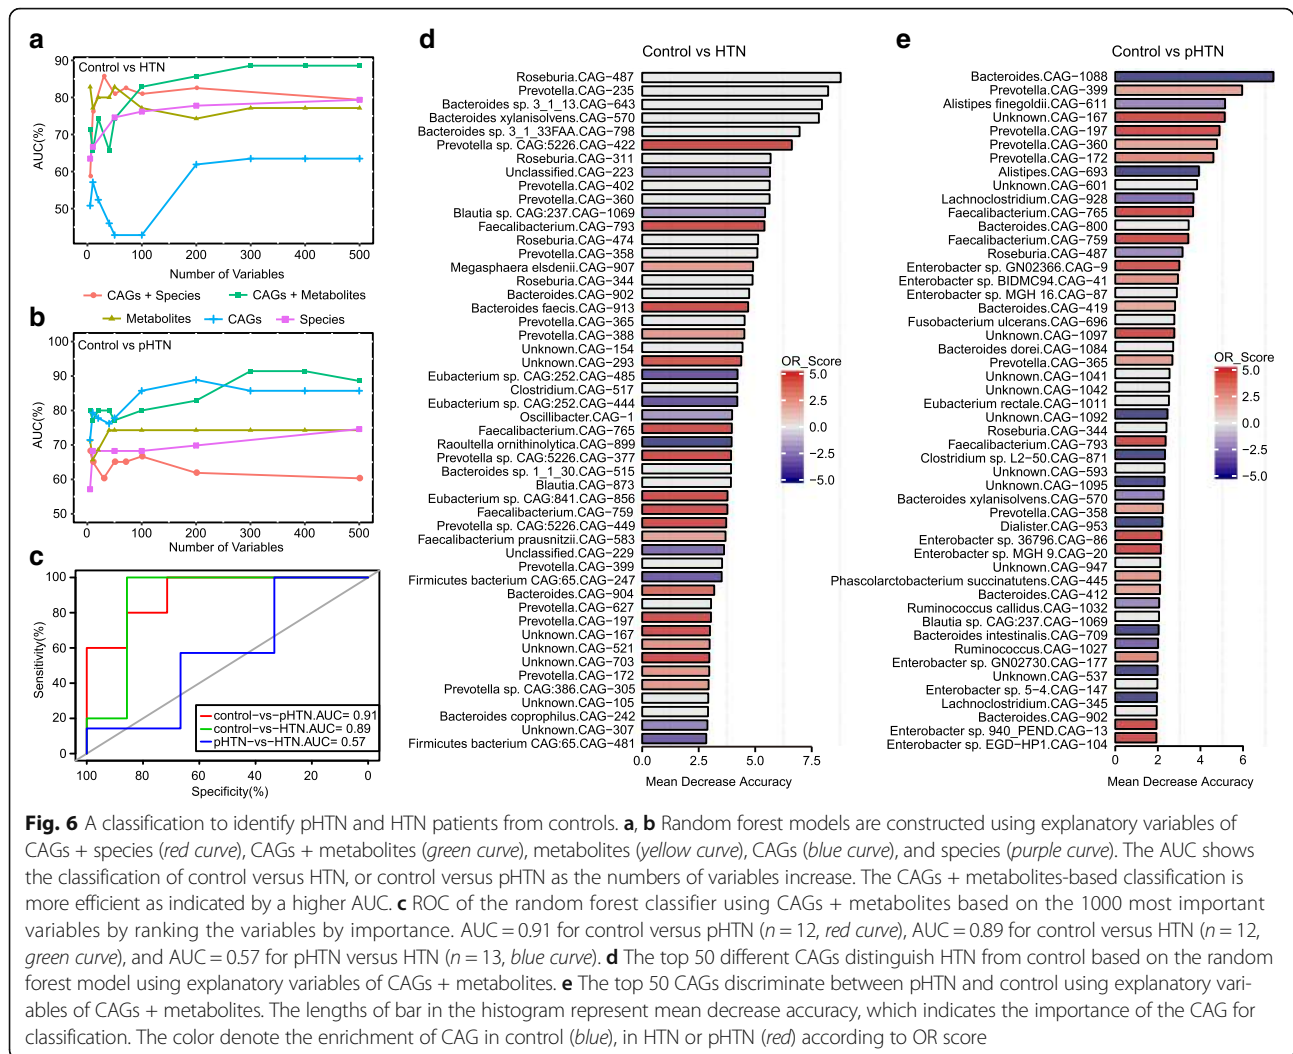 a
Control vs HTN
90
80
70
60
50
AUC(%)
0
100
200
300
400
500
Number of Variables
CAGs + Species
CAGs + Metabolites
Metabolites
CAGs
Species
b
Control vs pHTN
100
90
80
70
60
50
AUC(%)
0
100
200
300
400
500
Number of Variables
c
100
80
60
40
20
0
Sensitivity(%)
control−vs−pHTN.AUC= 0.91
control−vs−HTN.AUC= 0.89
pHTN−vs−HTN.AUC= 0.57
100
80
60
40
20
0
Specificity(%)
d
Control vs HTN
Roseburia.CAG−487
Prevotella.CAG−235
Bacteroides sp. 3_1_13.CAG−643
Bacteroides xylanisolvens.CAG−570
Bacteroides sp. 3_1_33FAA.CAG−798
Prevotella sp. CAG:5226.CAG−422
Roseburia.CAG−311
Unclassified.CAG−223
Prevotella.CAG−402
Prevotella.CAG−360
Blautia sp. CAG:237.CAG−1069
Faecalibacterium.CAG−793
Roseburia.CAG−474
Prevotella.CAG−358
Megasphaera elsdenii.CAG−907
Roseburia.CAG−344
Bacteroides.CAG−902
Bacteroides faecis.CAG−913
Prevotella.CAG−365
Prevotella.CAG−388
Unknown.CAG−154
Unknown.CAG−293
Eubacterium sp. CAG:252.CAG−485
Clostridium.CAG−517
Eubacterium sp. CAG:252.CAG−444
Oscillibacter.CAG−1
Faecalibacterium.CAG−765
Raoultella ornithinolytica.CAG−899
Prevotella sp. CAG:5226.CAG−377
Bacteroides sp. 1_1_30.CAG−515
Blautia.CAG−873
Eubacterium sp. CAG:841.CAG−856
Faecalibacterium.CAG−759
Prevotella sp. CAG:5226.CAG−449
Faecalibacterium prausnitzii.CAG−583
Unclassified.CAG−229
Prevotella.CAG−399
Firmicutes bacterium CAG:65.CAG−247
Bacteroides.CAG−904
Prevotella.CAG−627
Prevotella.CAG−197
Unknown.CAG−167
Unknown.CAG−521
Unknown.CAG−703
Prevotella.CAG−172
Prevotella sp. CAG:386.CAG−305
Unknown.CAG−105
Bacteroides coprophilus.CAG−242
Unknown.CAG−307
Firmicutes bacterium CAG:65.CAG−481
0.0
2.5
5.0
7.5
Mean Decrease Accuracy
OR_Score
5.0
2.5
0.0
−2.5
−5.0
e
Control vs pHTN
Bacteroides.CAG−1088
Prevotella.CAG−399
Alistipes finegoldii.CAG−611
Unknown.CAG−167
Prevotella.CAG−197
Prevotella.CAG−360
Prevotella.CAG−172
Alistipes.CAG−693
Unknown.CAG−601
Lachnoclostridium.CAG−928
Faecalibacterium.CAG−765
Bacteroides.CAG−800
Faecalibacterium.CAG−759
Roseburia.CAG−487
Enterobacter sp. GN02366.CAG−9
Enterobacter sp. BIDMC94.CAG−41
Enterobacter sp. MGH 16.CAG−87
Bacteroides.CAG−419
Fusobacterium ulcerans.CAG−696
Unknown.CAG−1097
Bacteroides dorei.CAG−1084
Prevotella.CAG−365
Unknown.CAG−1041
Unknown.CAG−1042
Eubacterium rectale.CAG−1011
Unknown.CAG−1092
Roseburia.CAG−344
Faecalibacterium.CAG−793
Clostridium sp. L2−50.CAG−871
Unknown.CAG−593
Unknown.CAG−1095
Bacteroides xylanisolvens.CAG−570
Prevotella.CAG−358
Dialister.CAG−953
Enterobacter sp. 36796.CAG−86
Enterobacter sp. MGH 9.CAG−20
Unknown.CAG−947
Phascolarctobacterium succinatutens.CAG−445
Bacteroides.CAG−412
Ruminococcus callidus.CAG−1032
Blautia sp. CAG:237.CAG−1069
Bacteroides intestinalis.CAG−709
Ruminococcus.CAG−1027
Enterobacter sp. GN02730.CAG−177
Unknown.CAG−537
Enterobacter sp. 5−4.CAG−147
Lachnoclostridium.CAG−345
Bacteroides.CAG−902
Enterobacter sp. 940_PEND.CAG−13
Enterobacter sp. EGD−HP1.CAG−104
0
2
4
6
Mean Decrease Accuracy
OR_Score
5.0
2.5
0.0
−2.5
−5.0
Fig. 6 A classification to identify pHTN and HTN patients from controls. a, b Random forest models are constructed using explanatory variables of
CAGs + species (red curve), CAGs + metabolites (green curve), metabolites (yellow curve), CAGs (blue curve), and species (purple curve). The AUC shows
the classification of control versus HTN, or control versus pHTN as the numbers of variables increase. The CAGs + metabolites-based classification is
more efficient as indicated by a higher AUC. c ROC of the random forest classifier using CAGs + metabolites based on the 1000 most important
variables by ranking the variables by importance. AUC = 0.91 for control versus pHTN (n = 12, red curve), AUC = 0.89 for control versus HTN (n = 12,
green curve), and AUC = 0.57 for pHTN versus HTN (n = 13, blue curve). d The top 50 different CAGs distinguish HTN from control based on the random
forest model using explanatory variables of CAGs + metabolites. e The top 50 CAGs discriminate between pHTN and control using explanatory vari-
ables of CAGs + metabolites. The lengths of bar in the histogram represent mean decrease accuracy, which indicates the importance of the CAG for
classification. The color denote the enrichment of CAG in control (blue), in HTN or pHTN (red) according to OR score